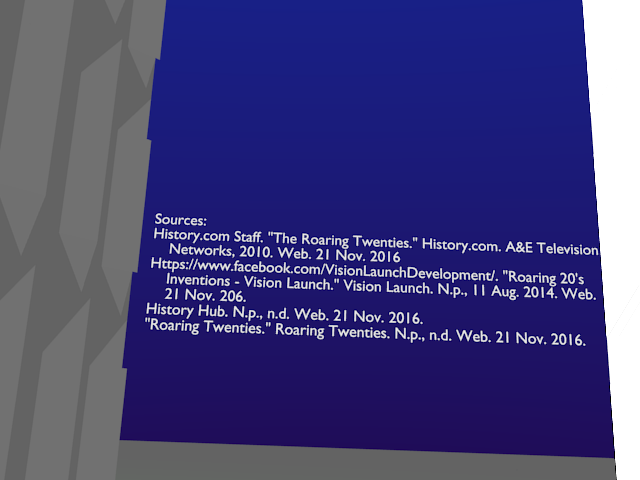 Sources:
History.com Staff. "The Roaring Twenties." History.com. A&E Television
Networks, 2010. Web. 21 Nov. 2016
Https://www.facebook.com/VisionLaunchDevelopment/. "Roaring 20's
Inventions - Vision Launch." Vision Launch. N.p., 11 Aug. 2014. Web.
21 Nov. 206.
History Hub. N.p., n.d. Web. 21 Nov. 2016.
"Roaring Twenties." Roaring Twenties. N.p., n.d. Web. 21 Nov. 2016.